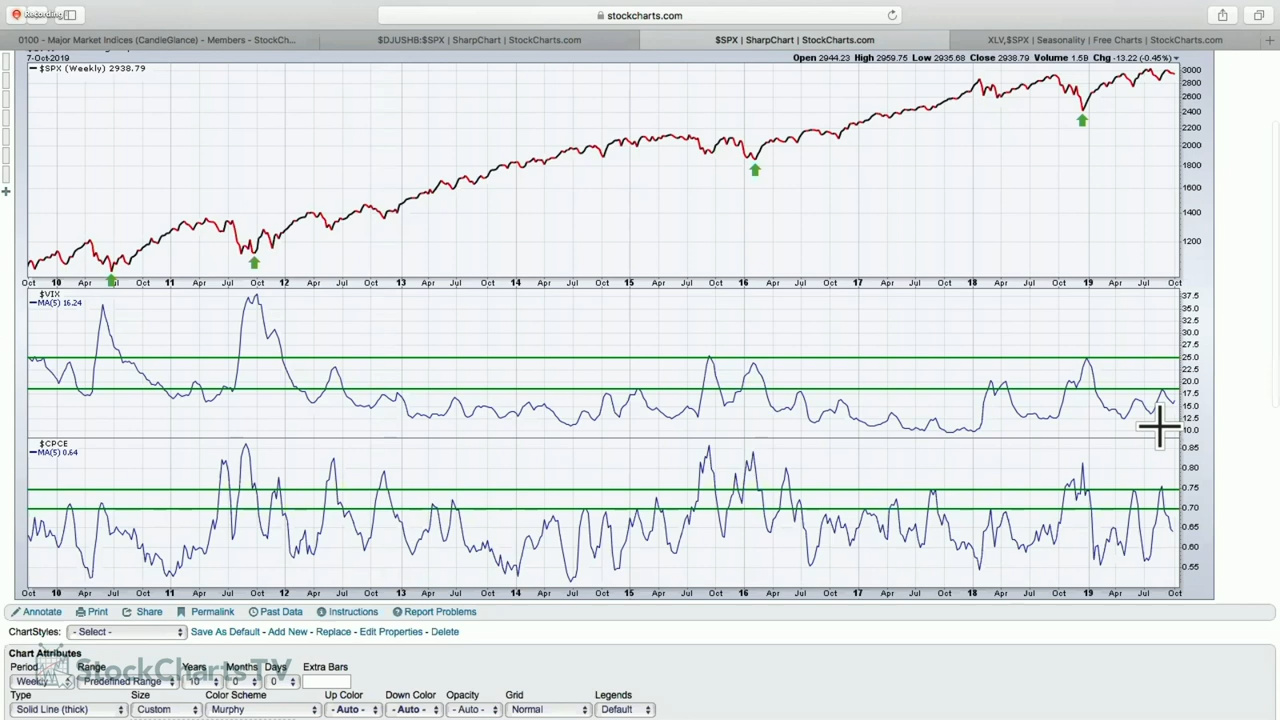 Recording
stockcharts.com
0100 - Major Market Indices (CandleGlance) - Members - StockCh...
$DJUSHB:$SPX | SharpChart | StockCharts.com
$SPX | SharpChart | StockCharts.com
XLV,$SPX | Seasonality | Free Charts | StockCharts.com
7-Oct-2019
Open 2944.23 High 2959.75 Low 2935.68 Close 2938.79 Volume 1.5B Chg -13.22 (-0.45%)
$SPX (Weekly) 2938.79
3000
2800
2600
2400
2200
2000
1800
1600
1400
1200
Oct 10 Apr Jul Oct 11 Apr Jul Oct 12 Apr Jul Oct 13 Apr Jul Oct 14 Apr Jul Oct 15 Apr Jul Oct 16 Apr Jul Oct 17 Apr Jul Oct 18 Apr Jul Oct 19 Apr Jul Oct
$VIX
MA(5) 16.24
37.5
35.0
32.5
30.0
27.5
25.0
22.5
20.0
17.5
15.0
12.5
10.0
$CPCE
MA(5) 0.64
0.85
0.80
0.75
0.70
0.65
0.60
0.55
Oct 10 Apr Jul Oct 11 Apr Jul Oct 12 Apr Jul Oct 13 Apr Jul Oct 14 Apr Jul Oct 15 Apr Jul Oct 16 Apr Jul Oct 17 Apr Jul Oct 18 Apr Jul Oct 19 Apr Jul Oct
Annotate Print Share Permalink Past Data Instructions Report Problems
ChartStyles: - Select - Save As Default - Add New - Replace - Edit Properties - Delete
Chart Attributes
StockCharts TV
Period Range Years Months Days Extra Bars
Weekly Predefined Range 10 0 0
Type Size Color Scheme Up Color Down Color Opacity Grid Legends
Solid Line (thick) Custom Murphy - Auto - - Auto - - Auto - Normal Default